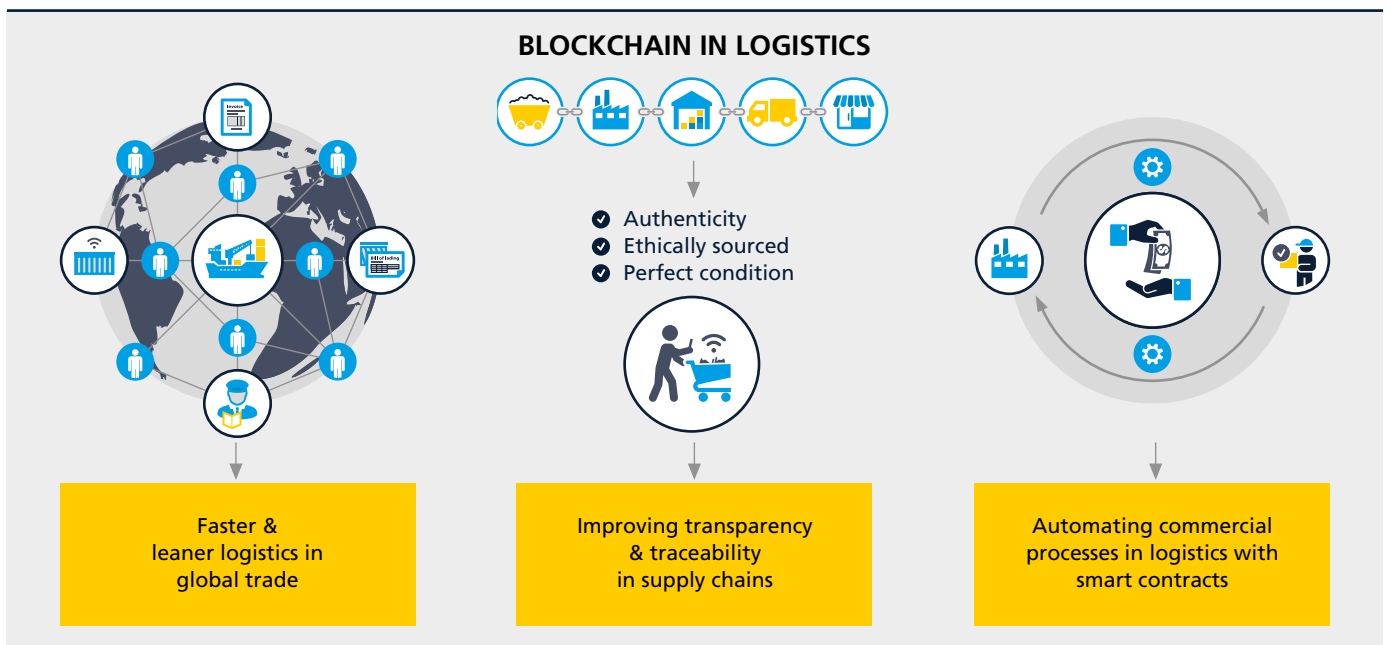 BLOCKCHAIN IN LOGISTICS
Invoice
Bill of lading
Authenticity
Ethically sourced
Perfect condition
$
Faster &
leaner logistics in
global trade
Improving transparency
& traceability
in supply chains
Automating commercial
processes in logistics with
smart contracts